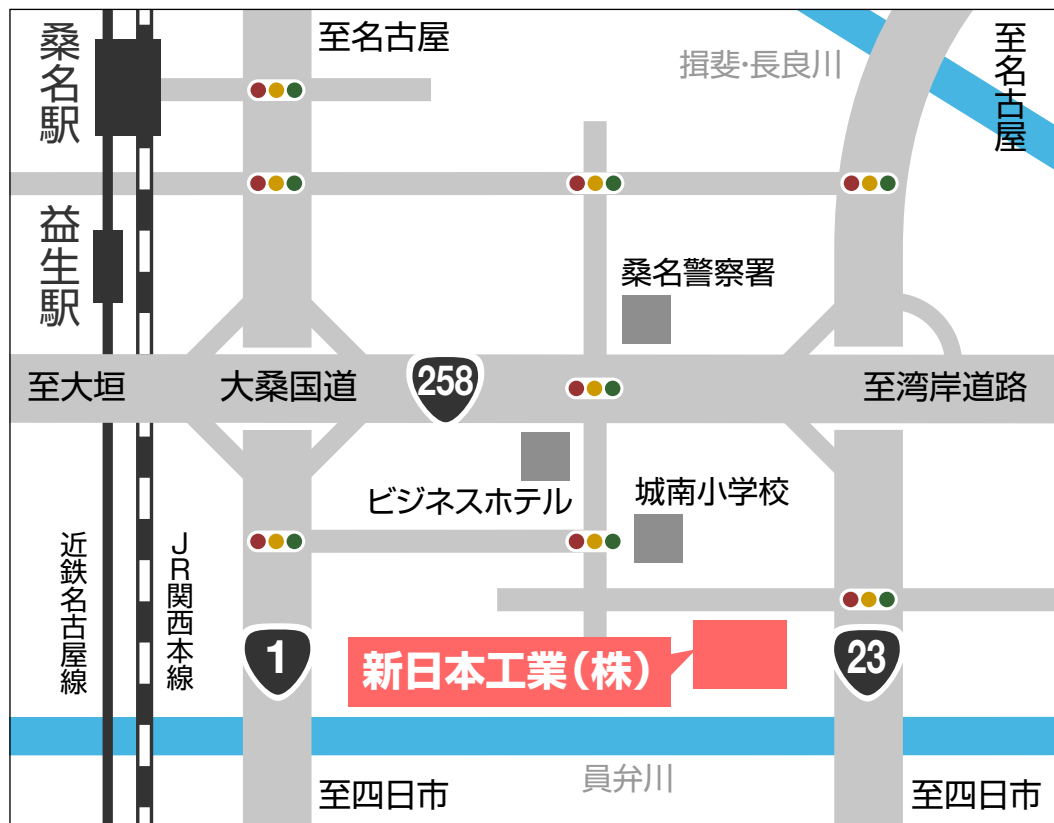 桑名駅
至名古屋
揖斐・長良川
至名古屋
益生駅
桑名警察署
至大垣
大桑国道
258
至湾岸道路
ビジネスホテル
城南小学校
近鉄名古屋線
JR関西本線
1
新日本工業(株)
23
員弁川
至四日市
至四日市